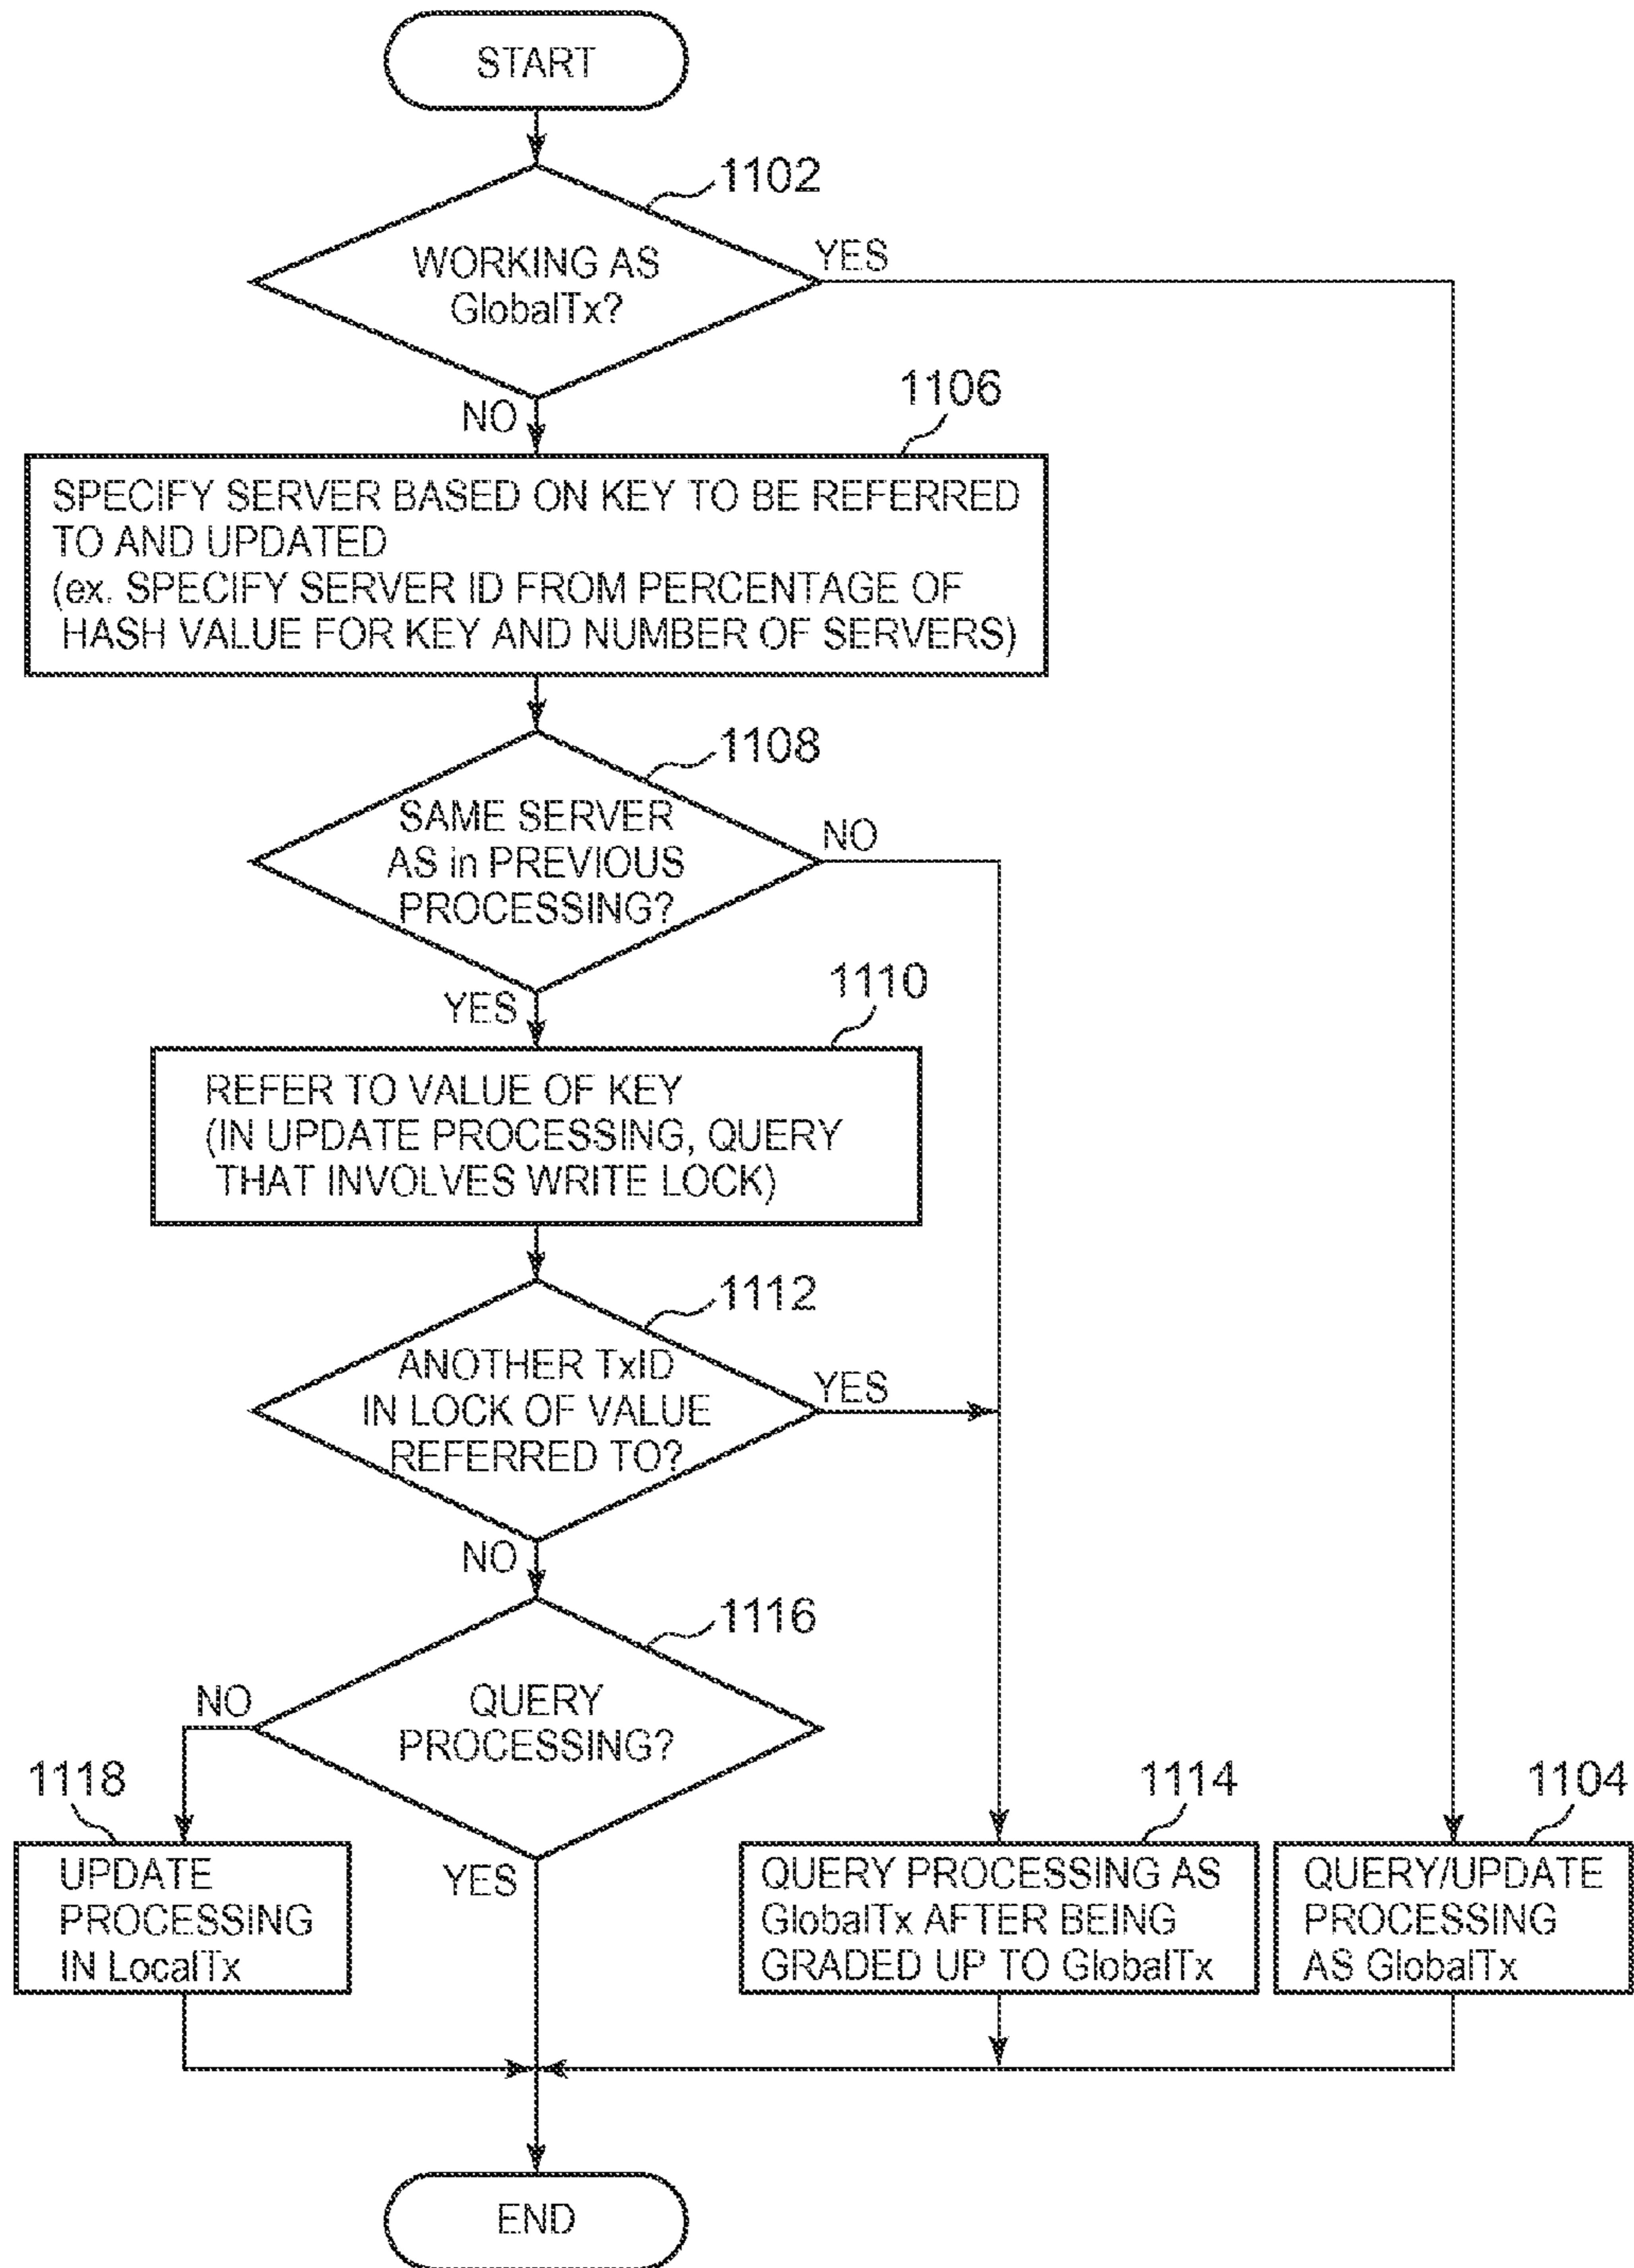 START
1102
WORKING AS
GlobalTx?
YES
NO
1106
SPECIFY SERVER BASED ON KEY TO BE REFERRED
TO AND UPDATED
(ex. SPECIFY SERVER ID FROM PERCENTAGE OF
HASH VALUE FOR KEY AND NUMBER OF SERVERS)
1108
SAME SERVER
AS in PREVIOUS
PROCESSING?
NO
YES
1110
REFER TO VALUE OF KEY
(IN UPDATE PROCESSING, QUERY
THAT INVOLVES WRITE LOCK)
1112
ANOTHER TxID
IN LOCK OF VALUE
REFERRED TO?
YES
NO
1116
QUERY
PROCESSING?
NO
YES
1118
UPDATE
PROCESSING
IN LocalTx
1114
QUERY PROCESSING AS
GlobalTx AFTER BEING
GRADED UP TO GlobalTx
1104
QUERY/UPDATE
PROCESSING
AS GlobalTx
END